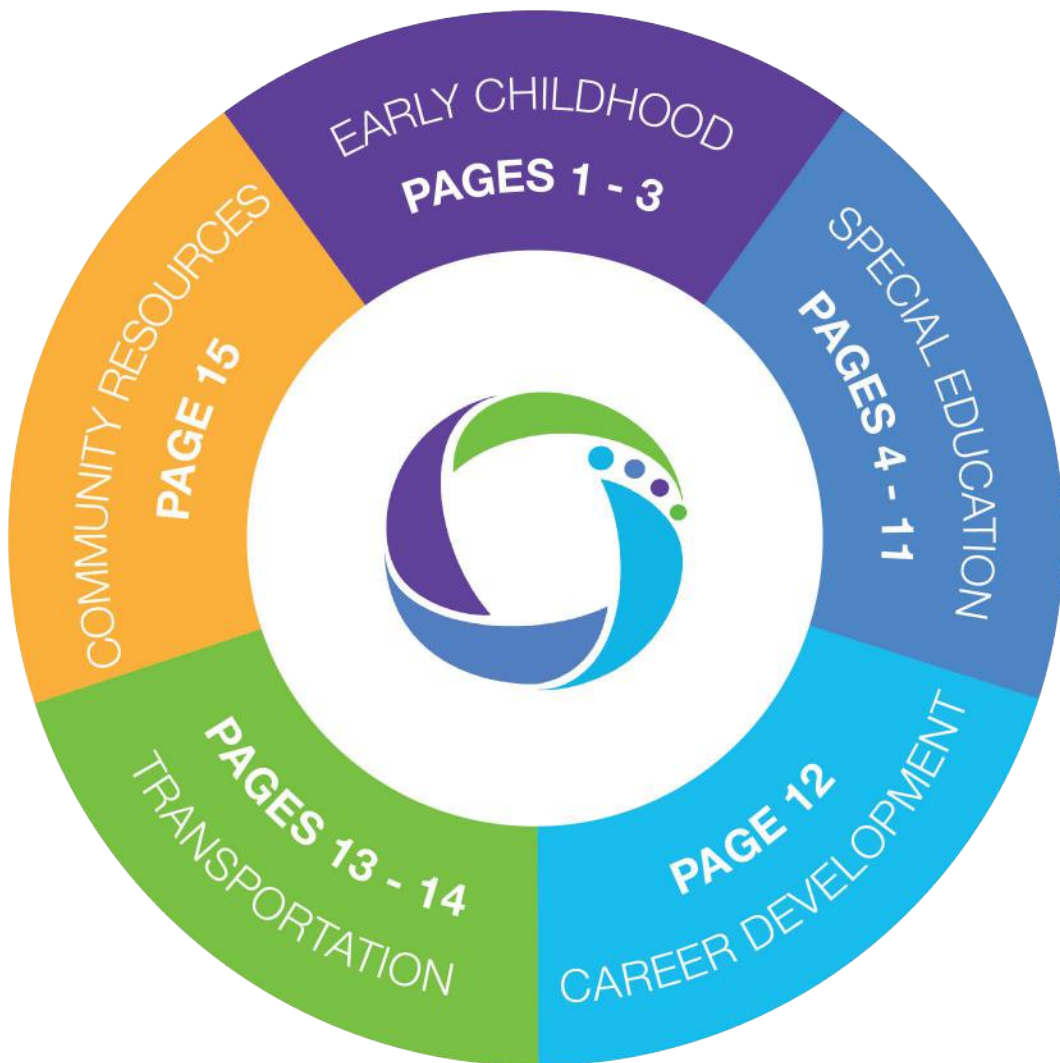 EARLY CHILDHOOD
PAGES 1 - 3
SPECIAL EDUCATION
PAGES 4 - 11
PAGE 12
CAREER DEVELOPMENT
PAGES 13 - 14
TRANSPORTATION
COMMUNITY RESOURCES
PAGE 15